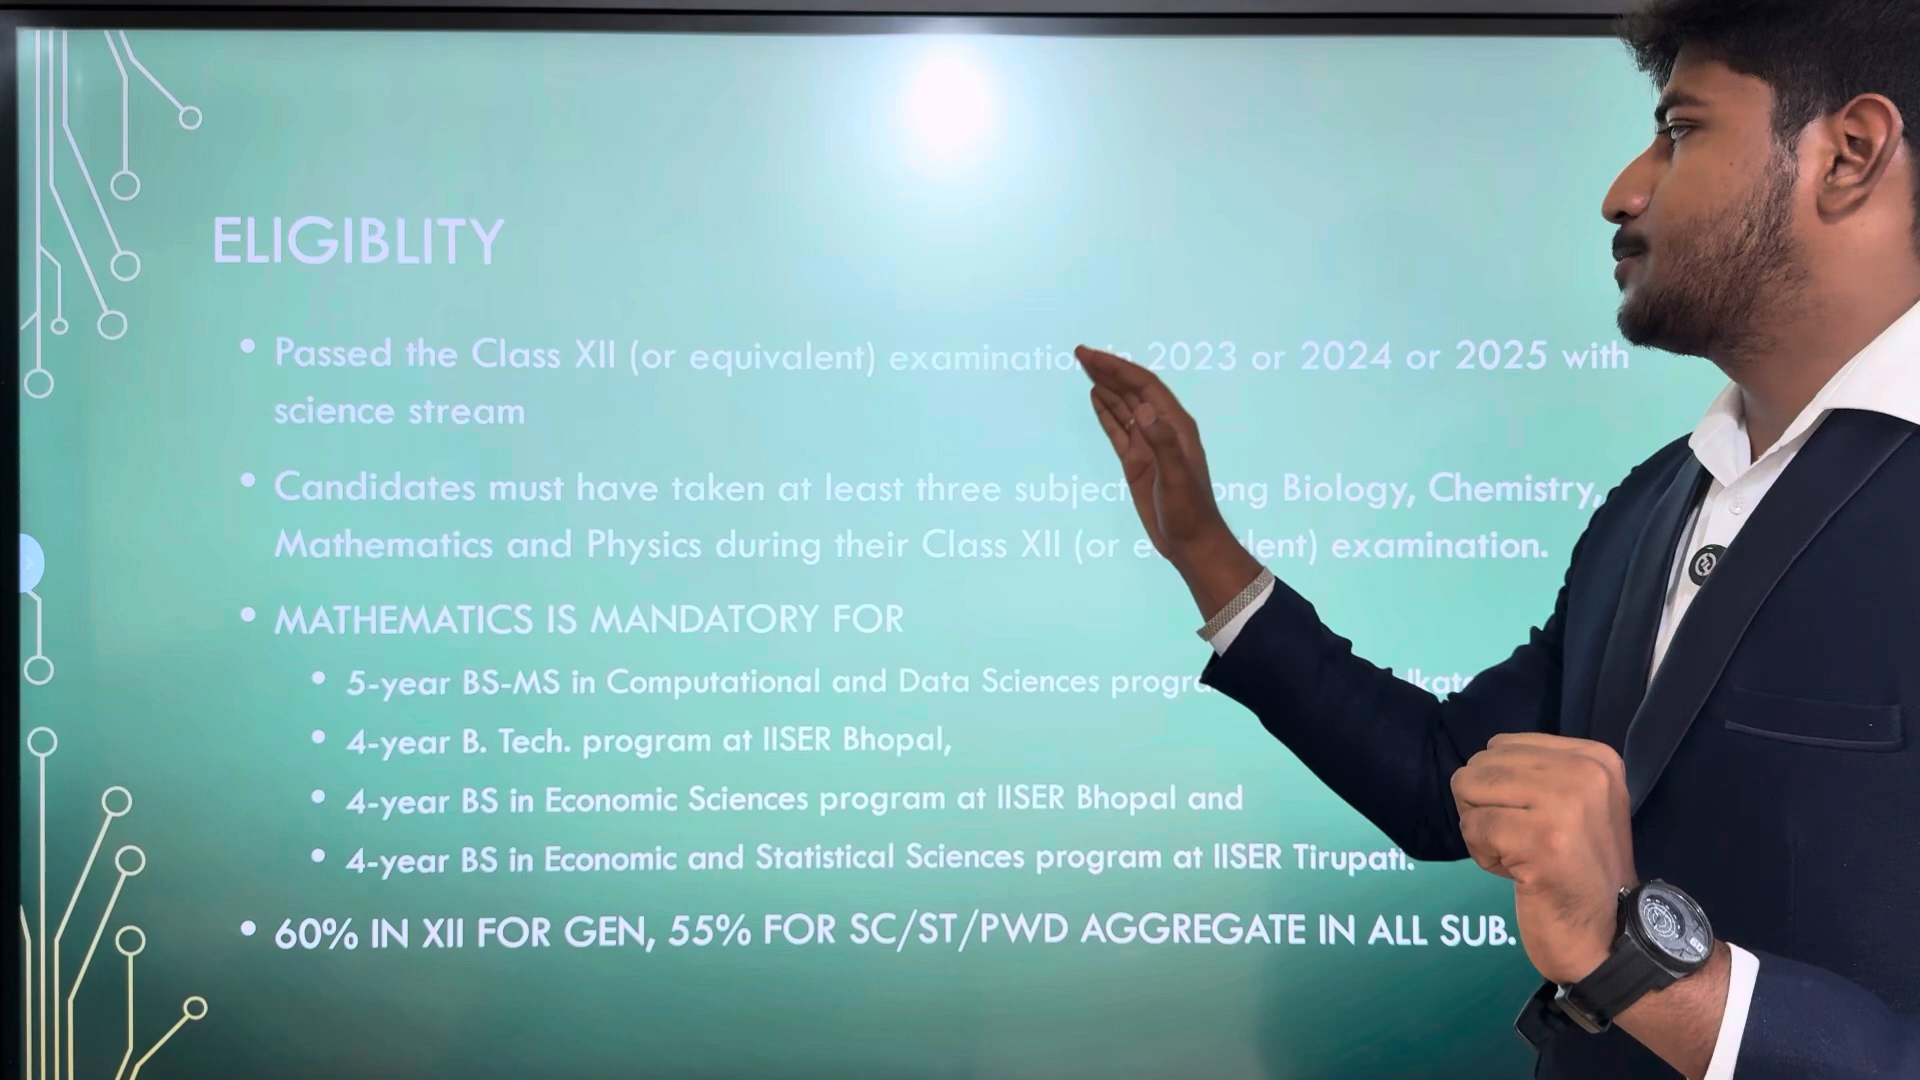 ELIGIBLITY
• Passed the Class XII (or equivalent) examination in 2023 or 2024 or 2025 with
science stream
• Candidates must have taken at least three Biology, Chemistry,
Mathematics and Physics during their Class XII (or examination.
• MATHEMATICS IS MANDATORY FOR
• 5-year BS-MS in Computational and Data Sciences
• 4-year B. Tech. program at IISER Bhopal,
• 4-year BS in Economic Sciences program at IISER Bhopal and
• 4-year BS in Economic and Statistical Sciences program at IISER Tirupati.
• 60% IN XII FOR GEN, 55% FOR SC/ST/PWD AGGREGATE IN ALL SUB.